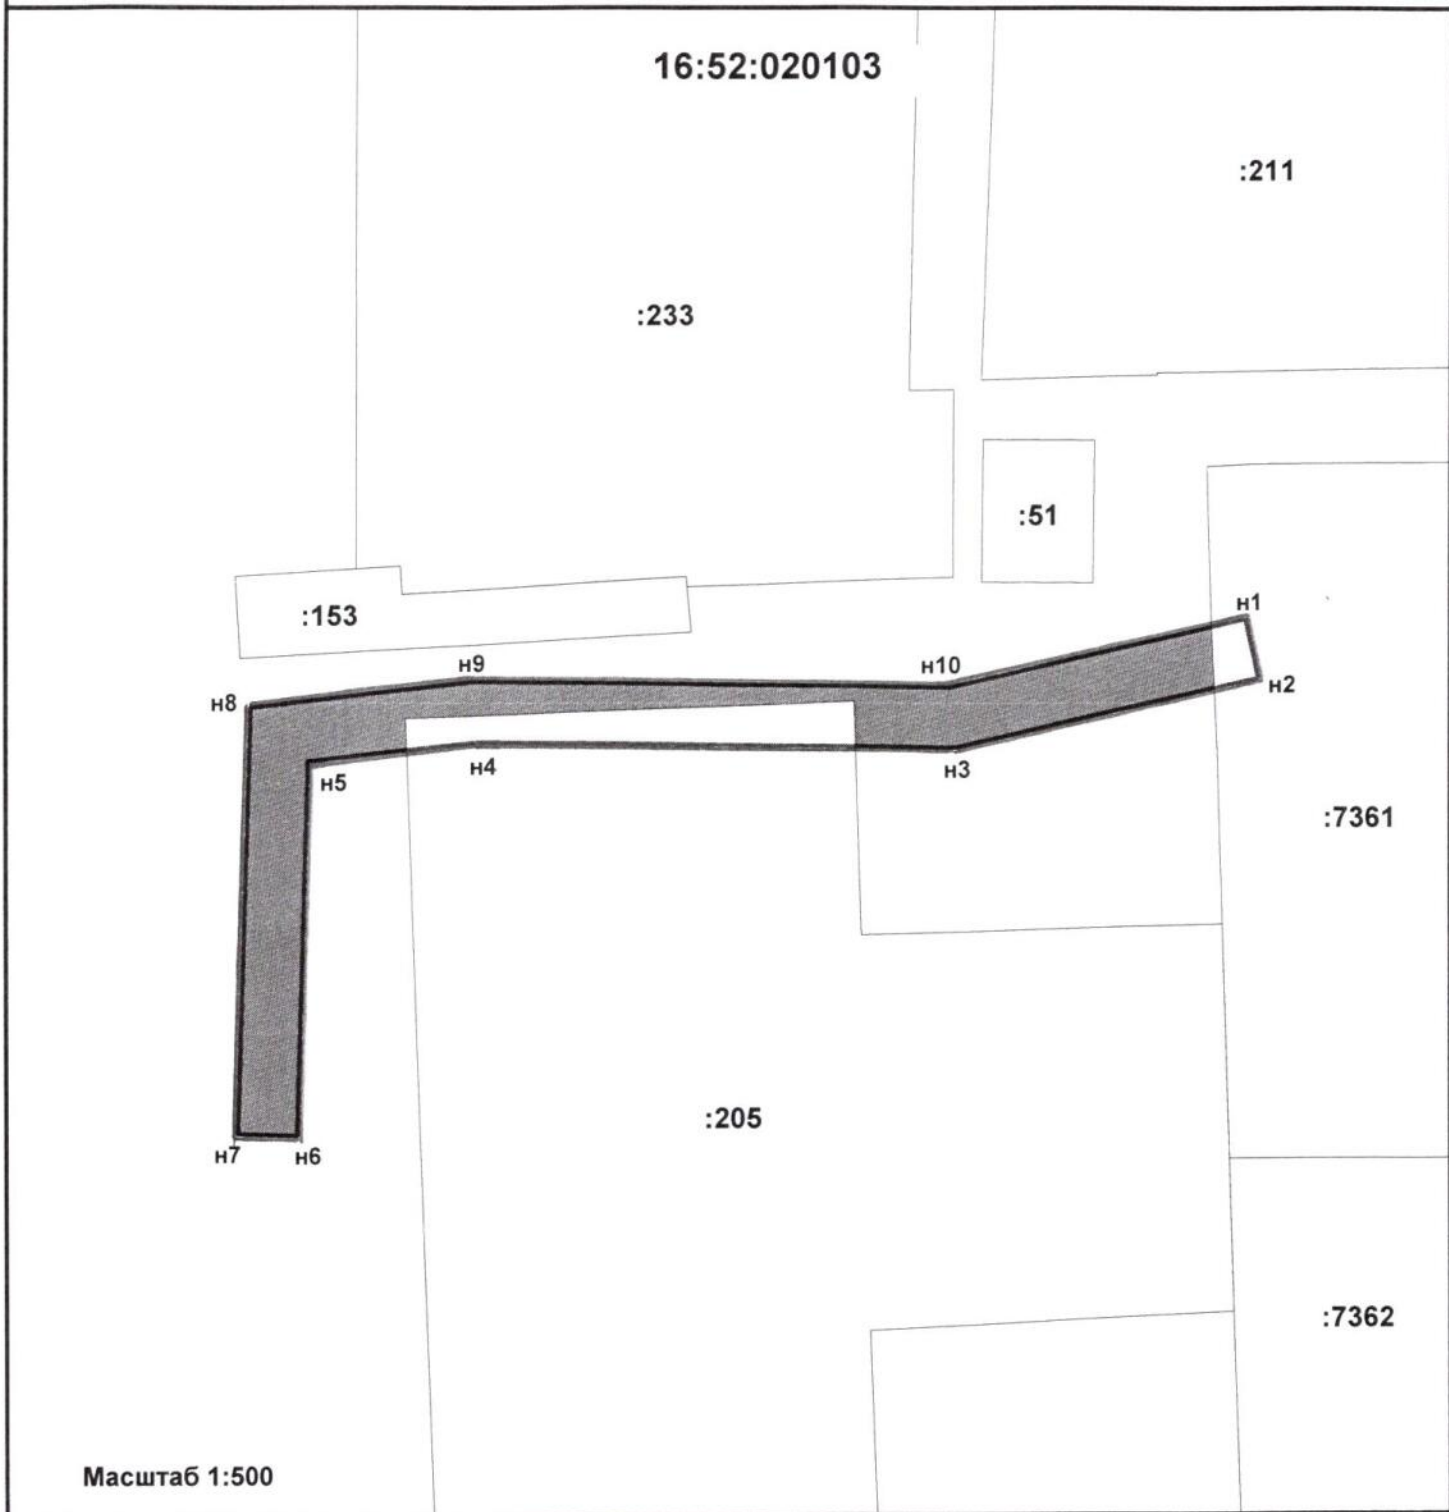 16:52:020103
:211
:233
:51
:153
н1
н9
н10
н2
н8
н4
н3
н5
:7361
:205
н7
н6
:7362
Масштаб 1:500